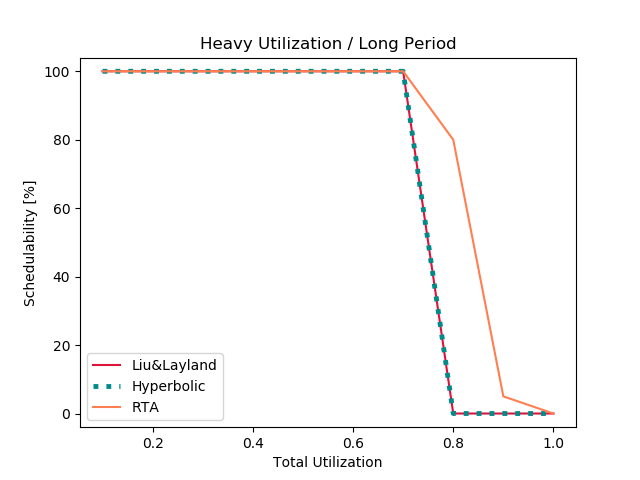 Heavy Utilization / Long Period
Schedulability [%]
100
80
60
40
20
0
Liu&Layland
Hyperbolic
RTA
0.2 0.4 0.6 0.8 1.0
Total Utilization